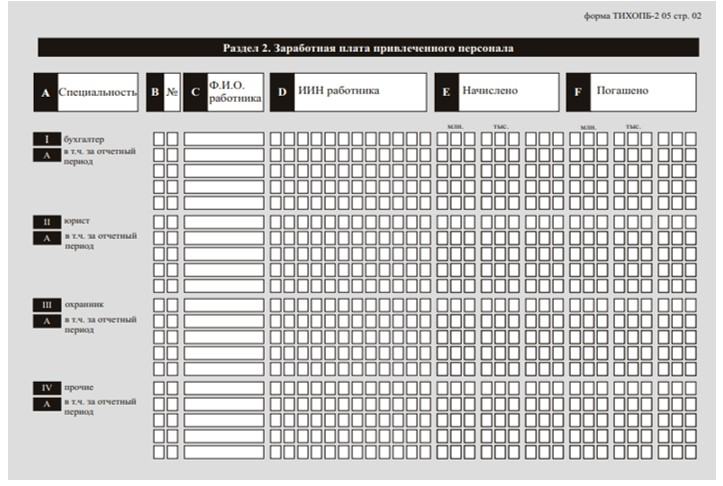 форма ТИХОПБ-2 05 стр. 02
Раздел 2. Заработная плата привлеченного персонала
A Специальность B № C Ф.И.О. работника D ИИН работника E Начислено F Погашено
млн. тыс. млн. тыс.
I бухгалтер
A в т.ч. за отчетный
период
II юрист
A в т.ч. за отчетный
период
III охранник
A в т.ч. за отчетный
период
IV прочие
A в т.ч. за отчетный
период